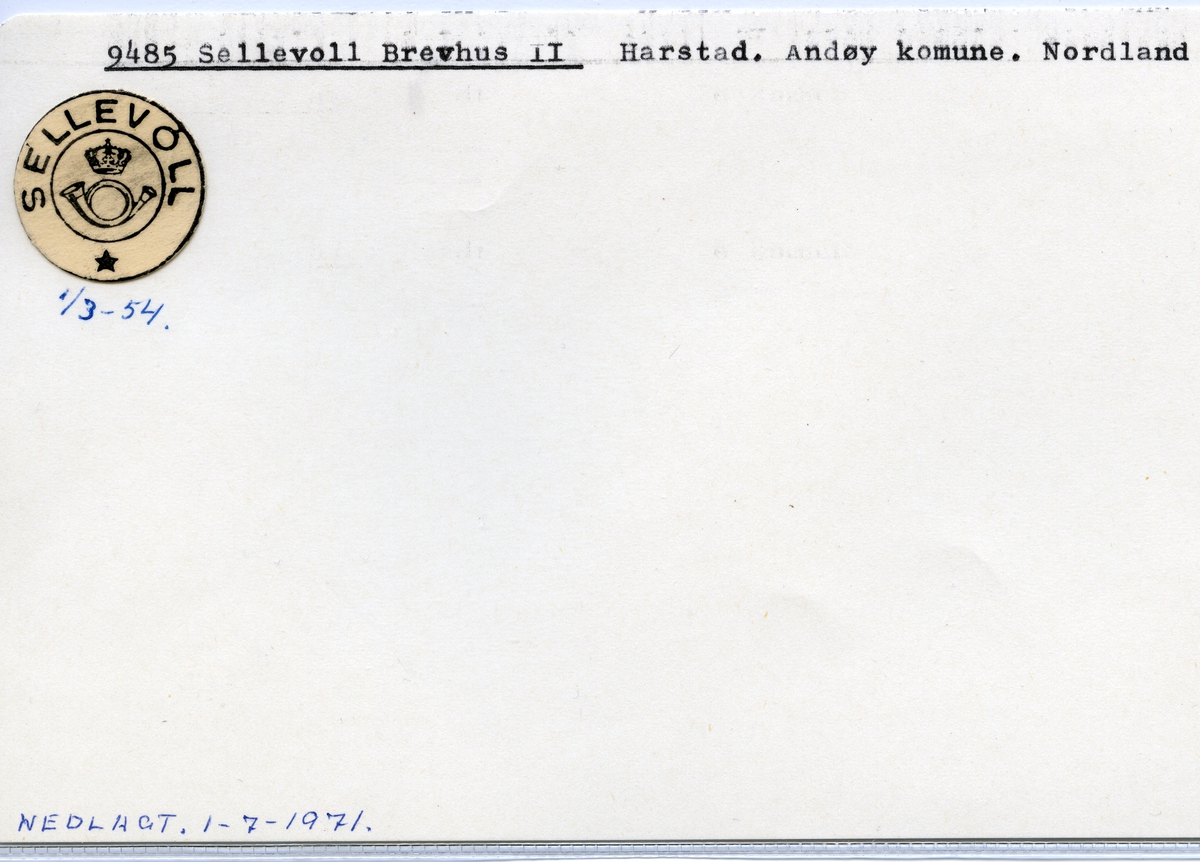 9485 Sellevoll Brevhus II Harstad. Andøy komune. Nordland
SELLEVOLL
1/3-54.
NEDLAGT. 1-7-1971.